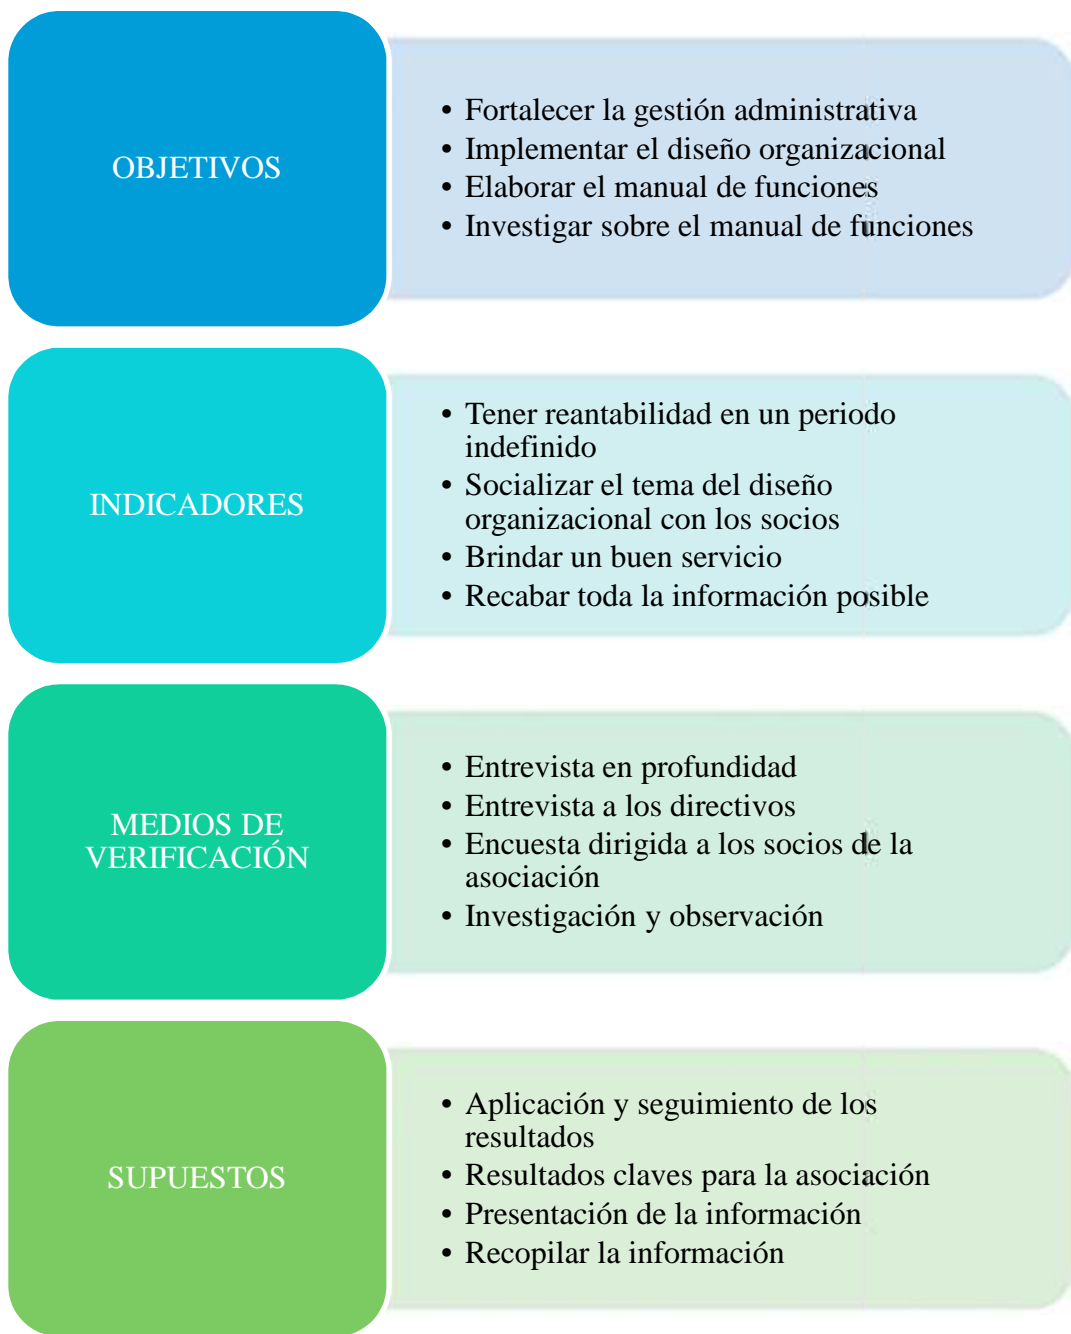 OBJETIVOS
• Fortalecer la gestión administrativa
• Implementar el diseño organizacional
• Elaborar el manual de funciones
• Investigar sobre el manual de funciones
INDICADORES
• Tener reantabilidad en un periodo
indefinido
• Socializar el tema del diseño
organizacional con los socios
• Brindar un buen servicio
• Recabar toda la información posible
MEDIOS DE
VERIFICACIÓN
• Entrevista en profundidad
• Entrevista a los directivos
• Encuesta dirigida a los socios de la
asociación
• Investigación y observación
SUPUESTOS
• Aplicación y seguimiento de los
resultados
• Resultados claves para la asociación
• Presentación de la información
• Recopilar la información